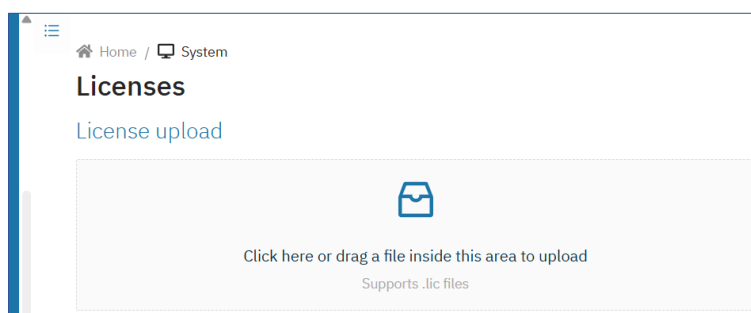 Home / System
Licenses
License upload
Click here or drag a file inside this area to upload
Supports .lic files